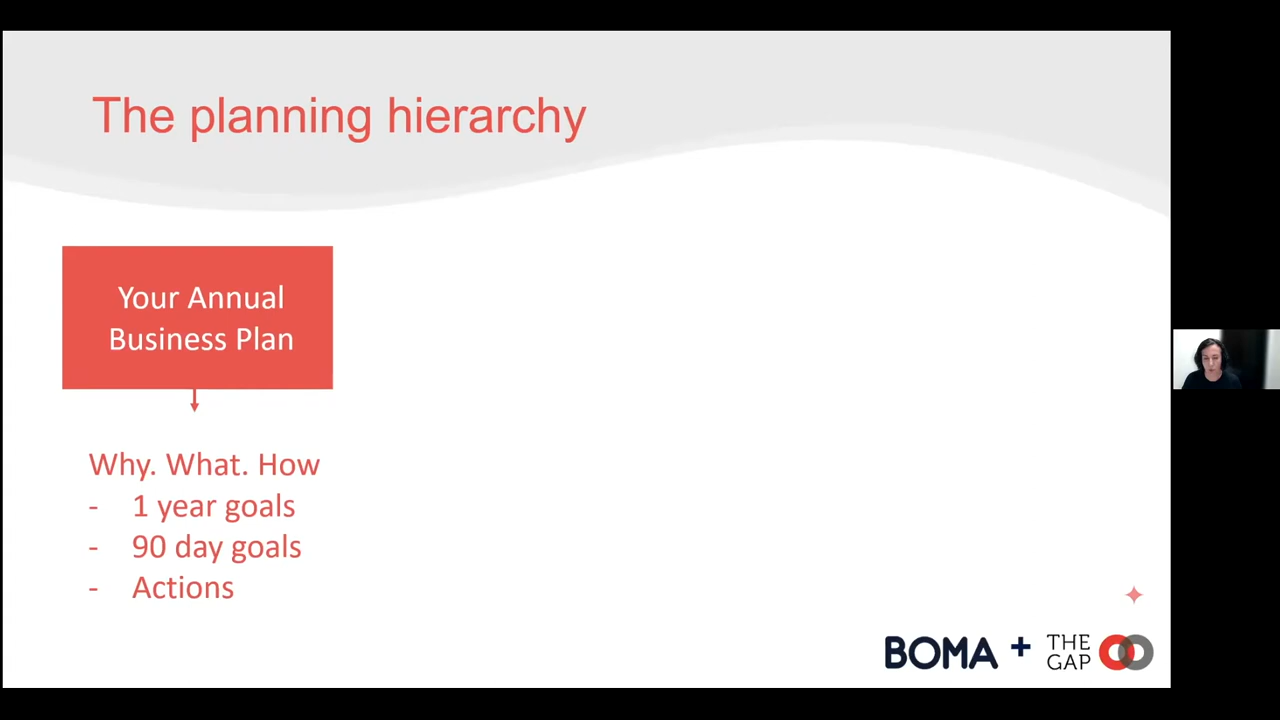 The planning hierarchy
Your Annual
Business Plan
Why. What. How
- 1 year goals
- 90 day goals
- Actions
BOMA + THE
GAP